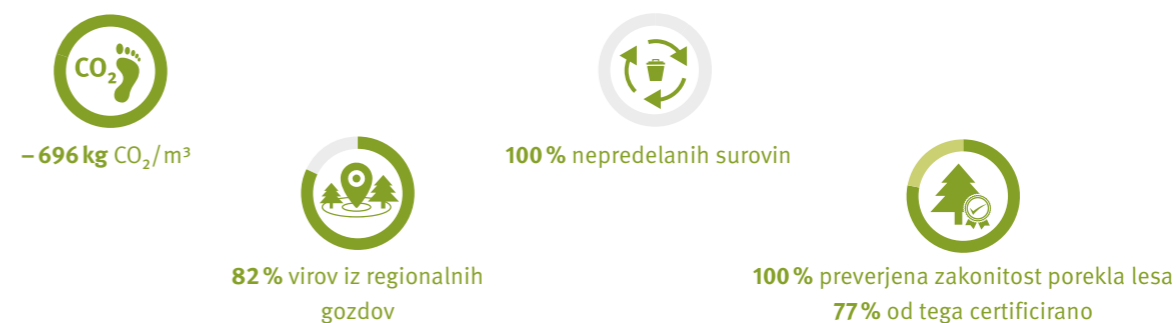 CO₂
– 696 kg CO₂/m³
82 % virov iz regionalnih
gozdov
100 % nepredelanih surovin
100 % preverjena zakonitost porekla lesa
77 % od tega certificirano